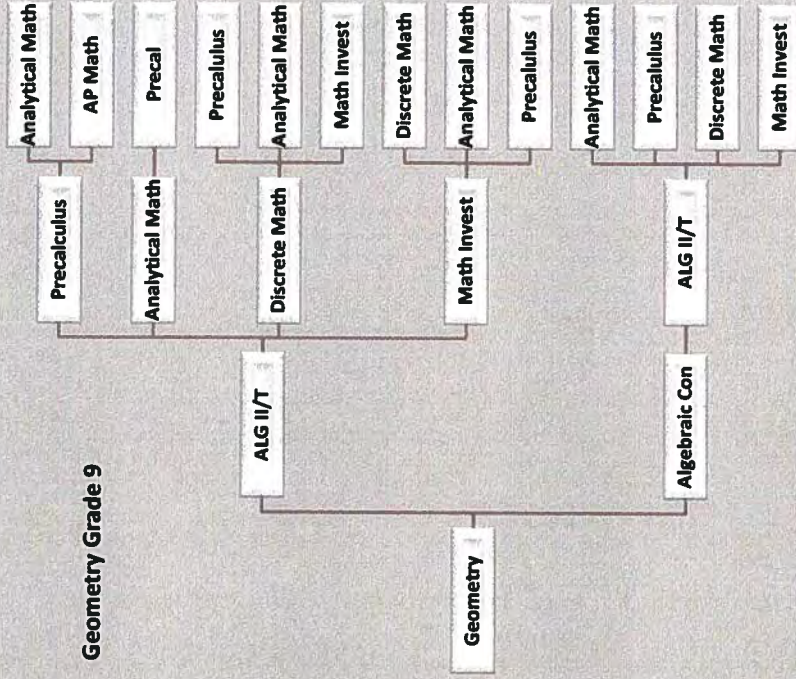 Geometry Grade 9
Geometry
ALG II/T
Algebraic Con
Precalculus
Analytical Math
Discrete Math
Math Invest
ALG II/T
Analytical Math
AP Math
Precal
Precalulus
Analytical Math
Math Invest
Discrete Math
Analytical Math
Precalulus
Analytical Math
Precalulus
Discrete Math
Math Invest